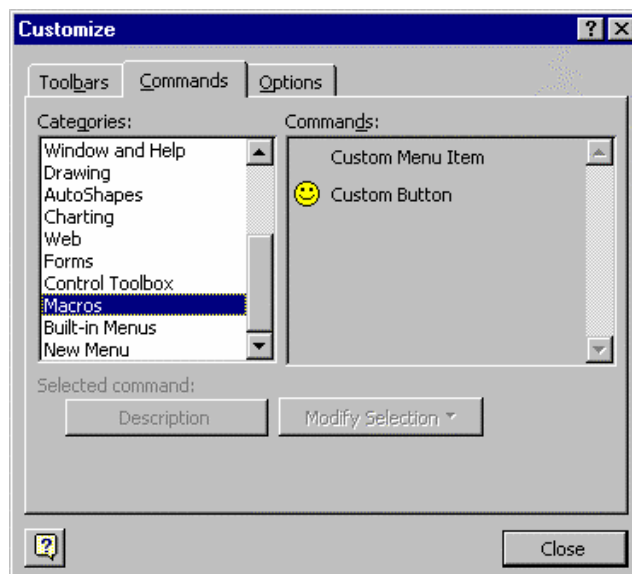 Customize
Toolbars Commands Options
Categories: Commands:
Window and Help
Drawing
AutoShapes
Charting
Web
Forms
Control Toolbox
Macros
Built-in Menus
New Menu
Custom Menu Item
Custom Button
Selected command:
Description Modify Selection
Close